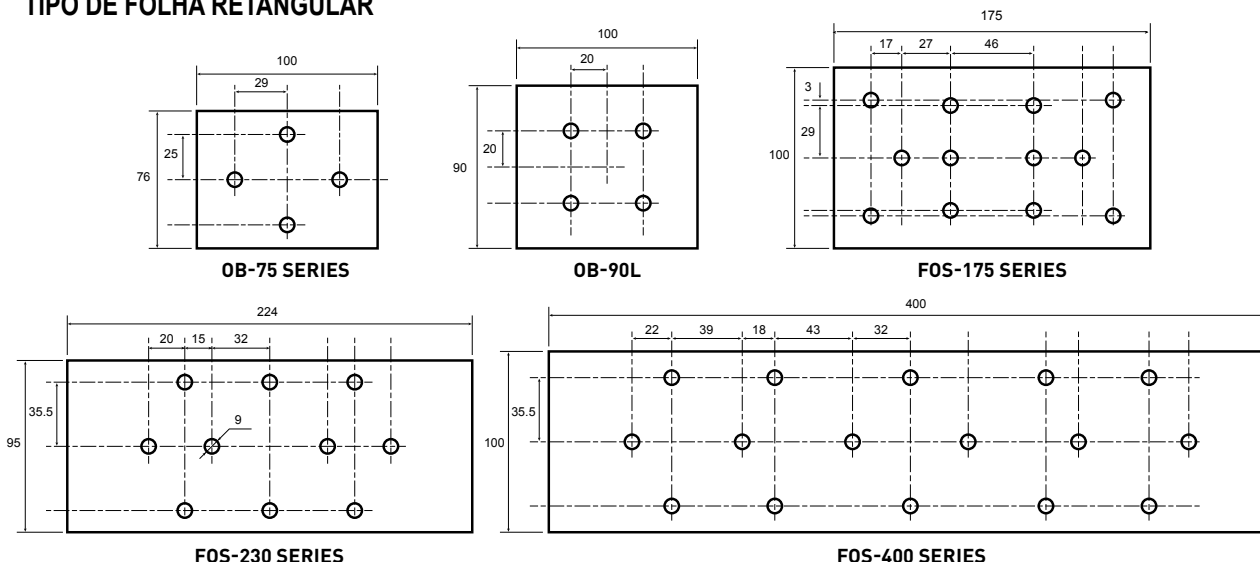 TIPO DE FOLHA RETANGULAR
100
29
25
76
OB-75 SERIES
100
20
20
90
OB-90L
175
17 27 46
3
29
100
FOS-175 SERIES
224
20 15 32
35.5
9
95
FOS-230 SERIES
400
22 39 18 43 32
35.5
100
FOS-400 SERIES